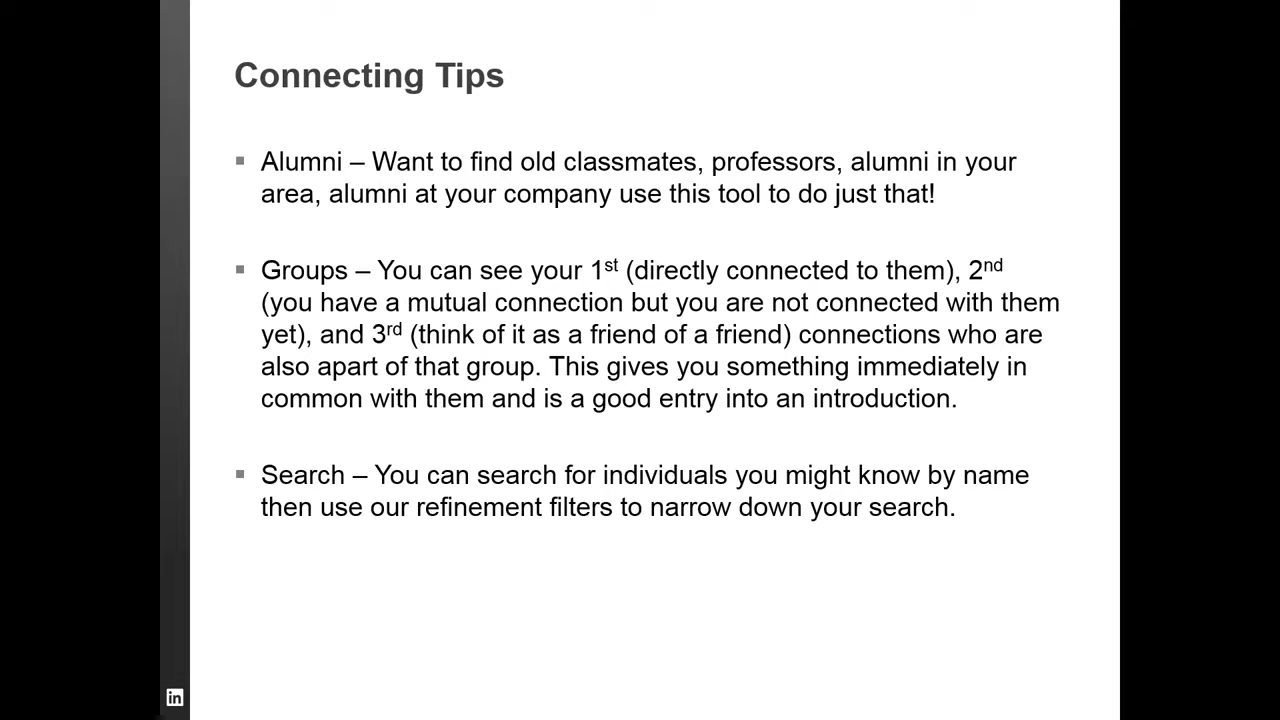 Connecting Tips
Alumni – Want to find old classmates, professors, alumni in your
area, alumni at your company use this tool to do just that!
Groups – You can see your 1st (directly connected to them), 2nd
(you have a mutual connection but you are not connected with them
yet), and 3rd (think of it as a friend of a friend) connections who are
also apart of that group. This gives you something immediately in
common with them and is a good entry into an introduction.
Search – You can search for individuals you might know by name
then use our refinement filters to narrow down your search.
in